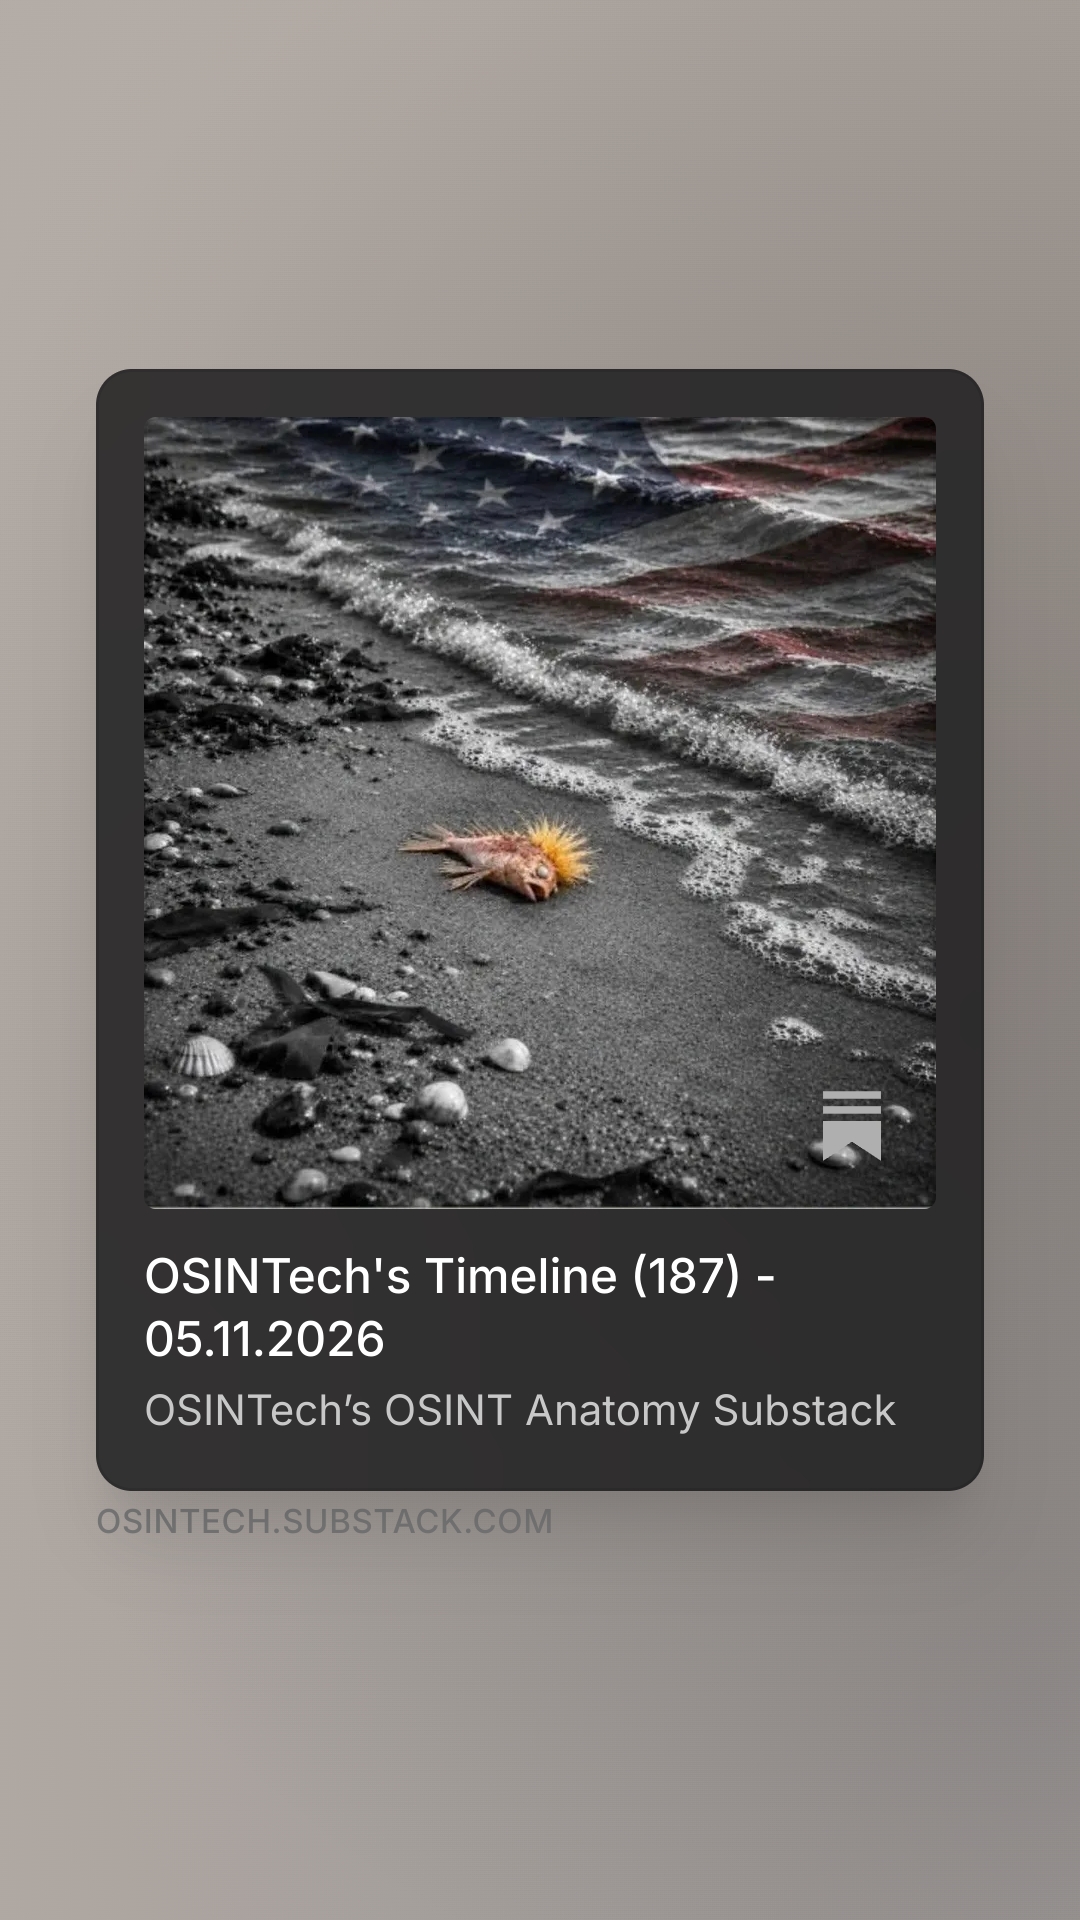 OSINTech's Timeline (187) -
05.11.2026
OSINTech’s OSINT Anatomy Substack
OSINTECH.SUBSTACK.COM